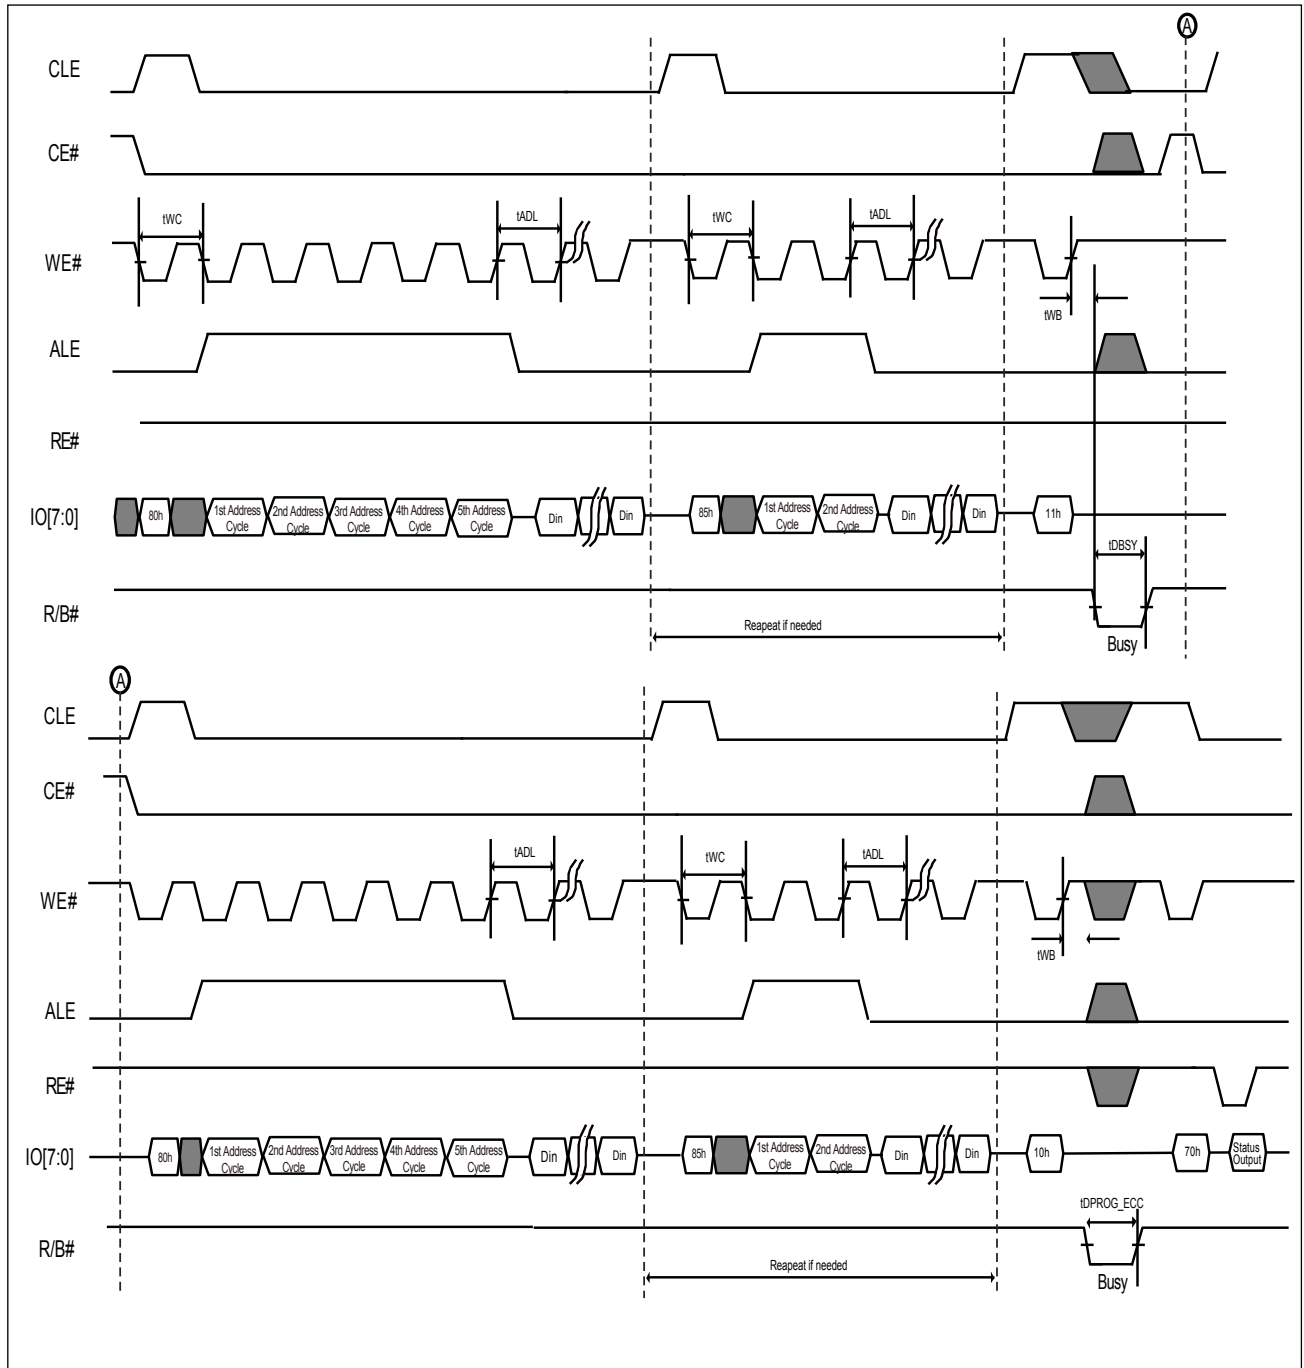 A
CLE
CE#
tWC
tADL
tWC
tADL
WE#
tWB
ALE
RE#
IO[7:0]
80h
1st Address Cycle
2nd Address Cycle
3rd Address Cycle
4th Address Cycle
5th Address Cycle
Din
Din
85h
1st Address Cycle
2nd Address Cycle
Din
Din
11h
tDBSY
R/B#
Reapeat if needed
Busy
A
CLE
CE#
tADL
tWC
tADL
WE#
tWB
ALE
RE#
IO[7:0]
80h
1st Address Cycle
2nd Address Cycle
3rd Address Cycle
4th Address Cycle
5th Address Cycle
Din
Din
85h
1st Address Cycle
2nd Address Cycle
Din
Din
10h
70h
Status Output
tDPROG_ECC
R/B#
Reapeat if needed
Busy